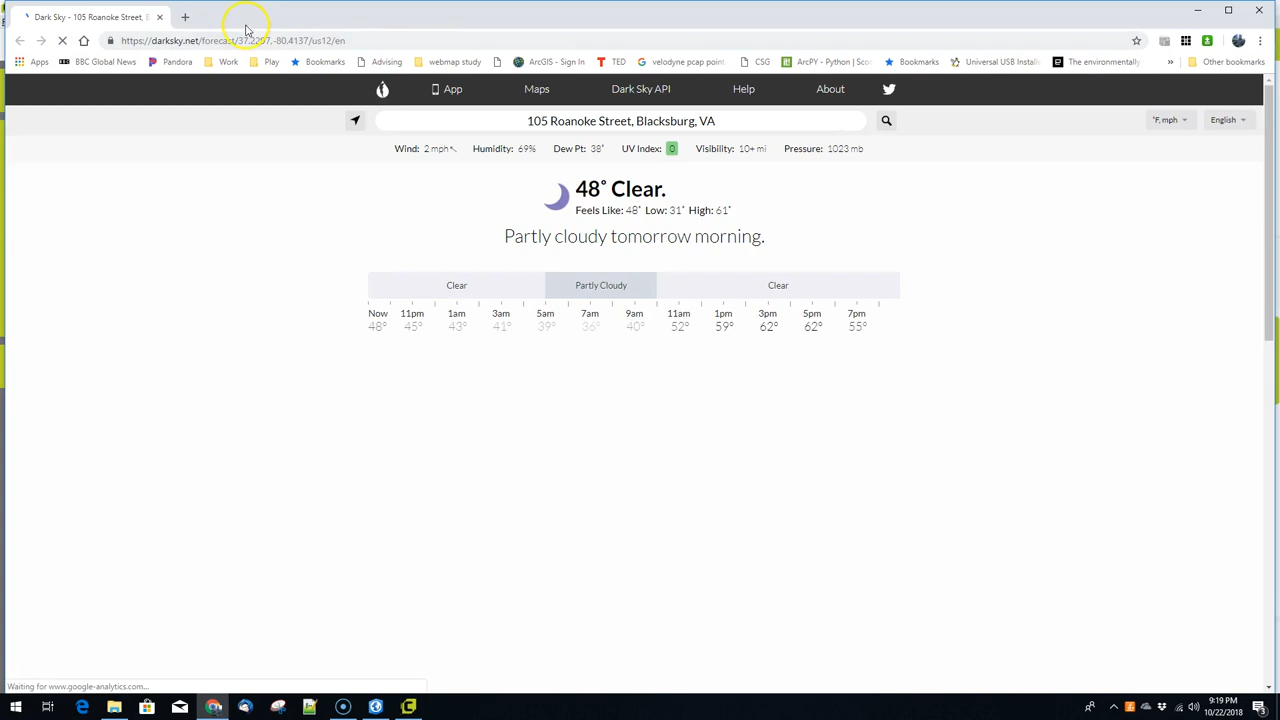 Dark Sky - 105 Roanoke Street, B
https://darksky.net/forecast/37.2297,-80.4137/us12/en
Apps BBC Global News Pandora Work Play Bookmarks Advising webmap study ArcGIS - Sign In TED velodyne pcap point CSG ArcPY - Python | Sco Bookmarks Universal USB Install The environmentally » Other bookmarks
App Maps Dark Sky API Help About
105 Roanoke Street, Blacksburg, VA
°F, mph English
Wind: 2 mph Humidity: 69% Dew Pt: 38° UV Index: 0 Visibility: 10+ mi Pressure: 1023 mb
48° Clear.
Feels Like: 48° Low: 31° High: 61°
Partly cloudy tomorrow morning.
Clear Partly Cloudy Clear
Now 11pm 1am 3am 5am 7am 9am 11am 1pm 3pm 5pm 7pm
48° 45° 43° 41° 39° 36° 40° 52° 59° 62° 62° 55°
Waiting for www.google-analytics.com...
9:19 PM
10/22/2018